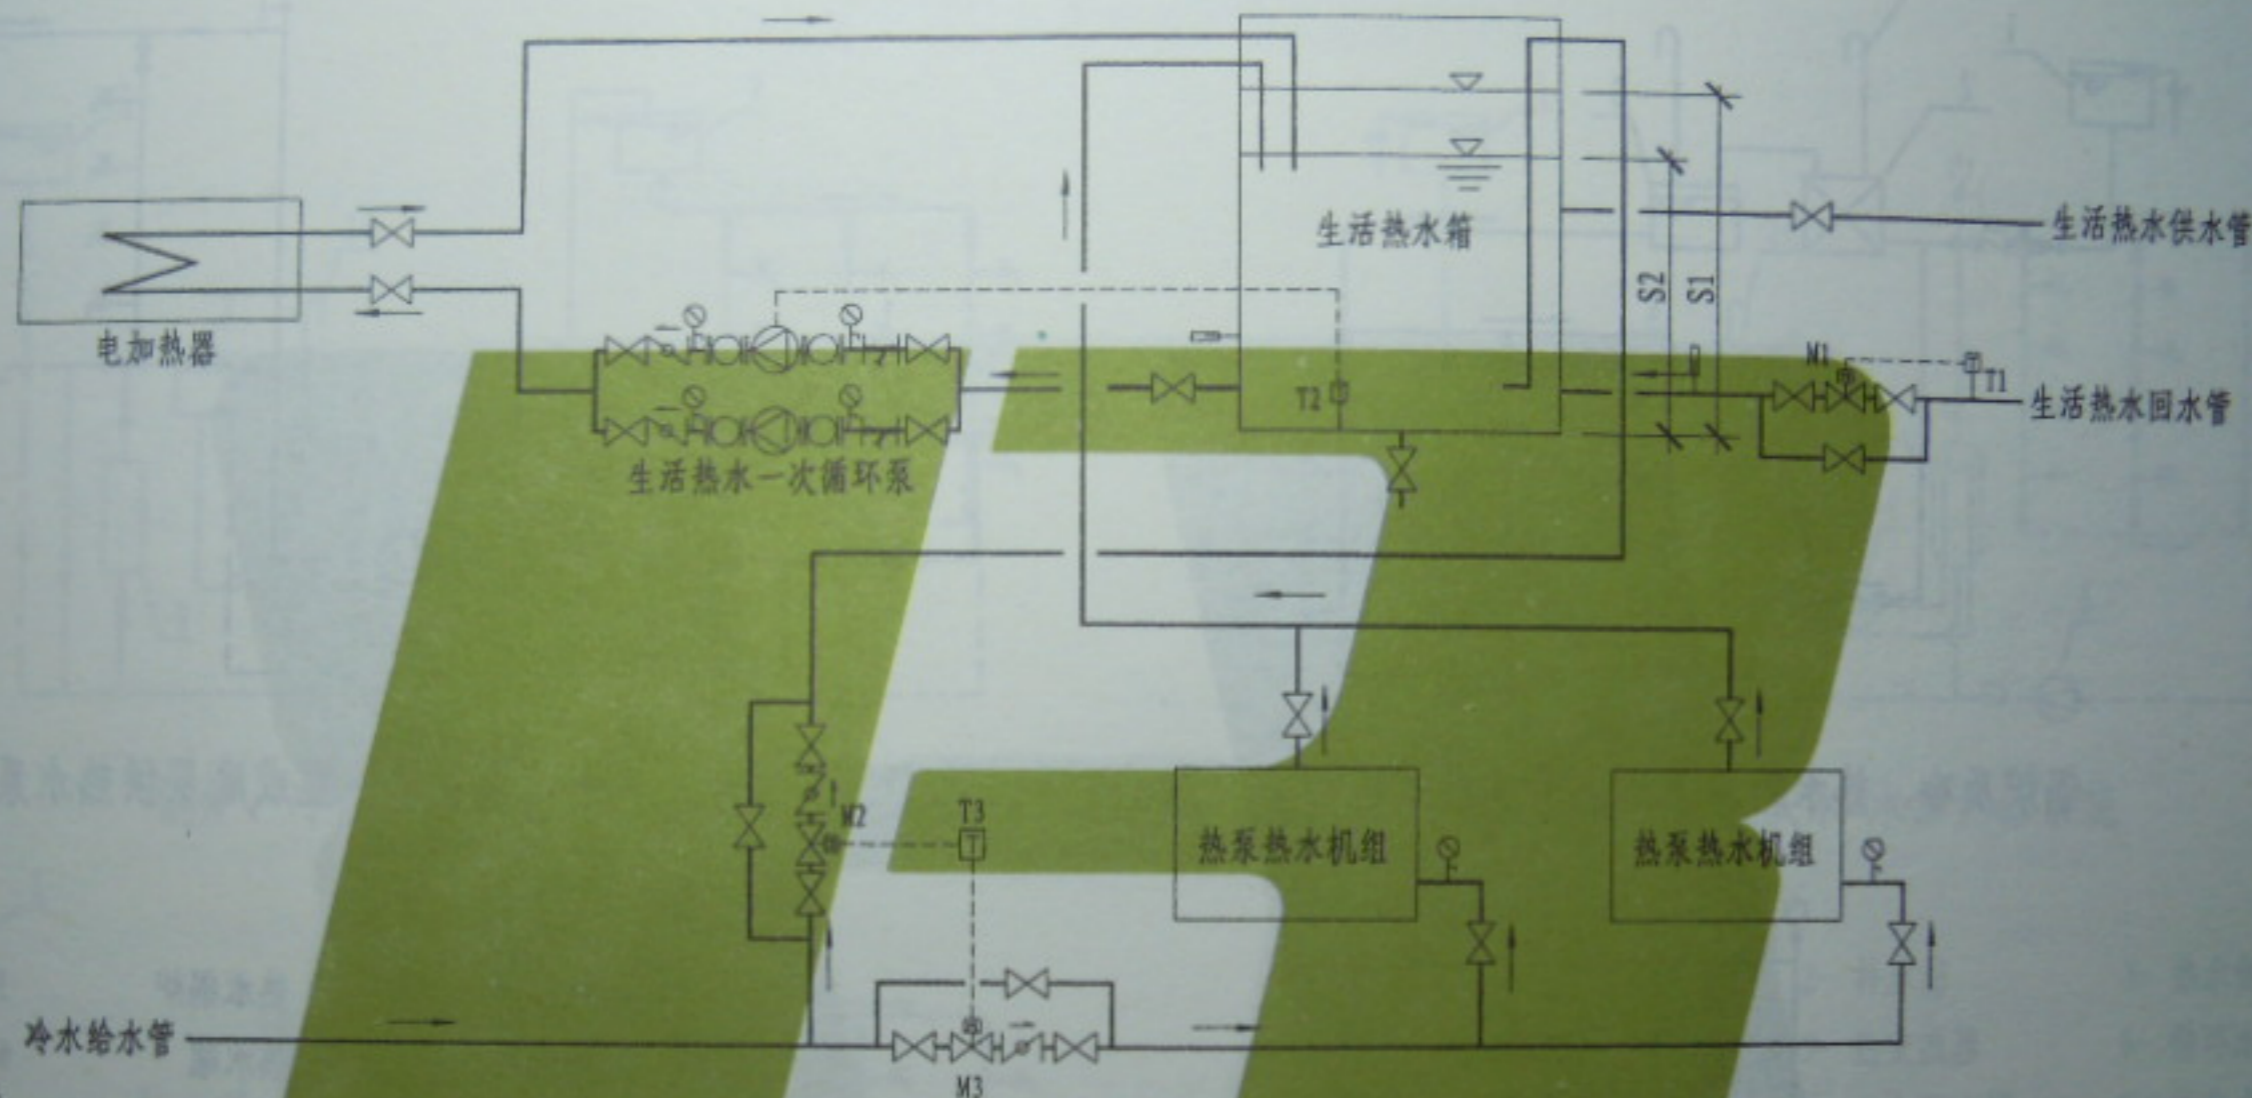 生活热水箱
生活热水供水管
S2
S1
电加热器
M1
T1
T2
生活热水回水管
生活热水一次循环泵
M2
T3
T
热泵热水机组
热泵热水机组
冷水给水管
M3